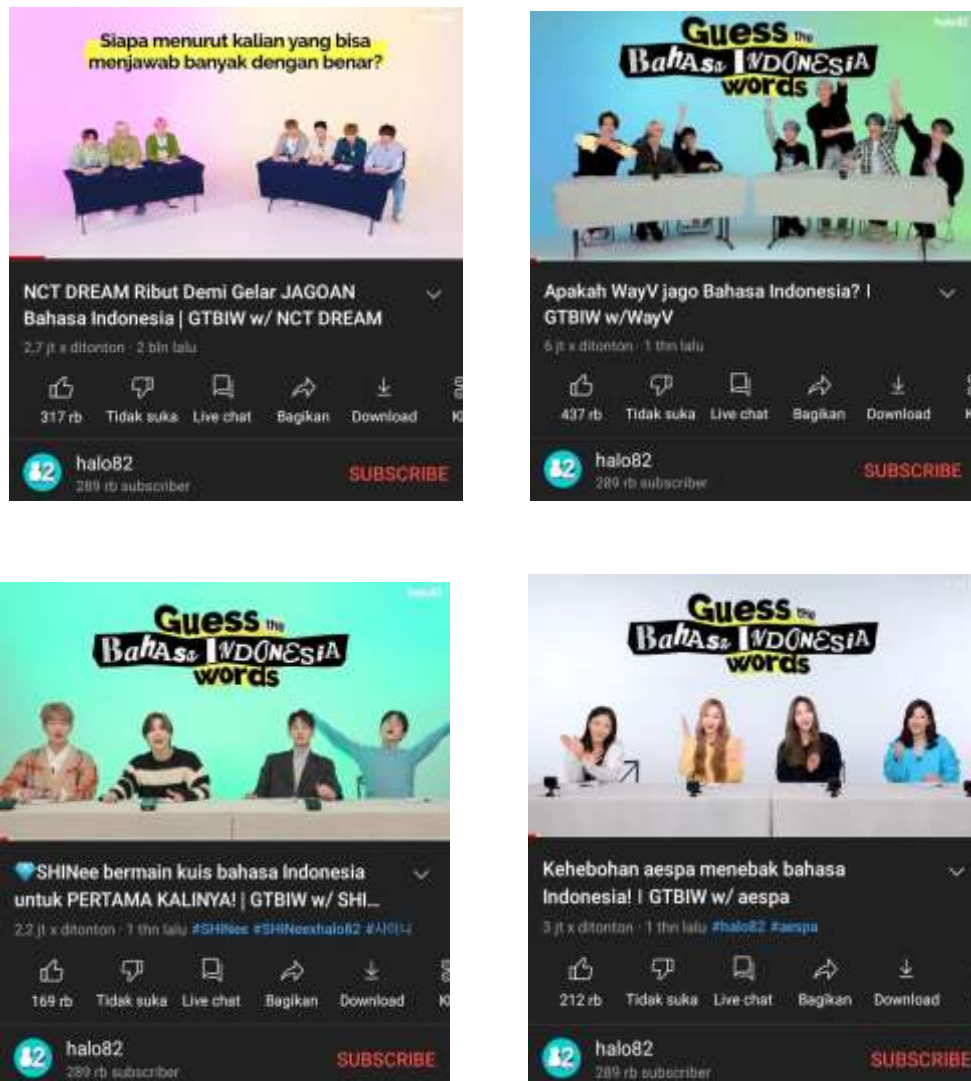 halo82
Siapa menurut kalian yang bisa
menjawab banyak dengan benar?
NCT DREAM Ribut Demi Gelar JAGOAN
Bahasa Indonesia | GTBIW w/ NCT DREAM
2,7 jt x ditonton · 2 bln lalu
317 rb Tidak suka Live chat Bagikan Download
halo82 SUBSCRIBE
289 rb subscriber
halo82
Guess the
BahAsa INDONESiA
words
Apakah WayV jago Bahasa Indonesia? |
GTBIW w/WayV
6 jt x ditonton · 1 thn lalu
437 rb Tidak suka Live chat Bagikan Download
halo82 SUBSCRIBE
289 rb subscriber
halo82
Guess the
BahAsa INDONESiA
words
💎SHINee bermain kuis bahasa Indonesia
untuk PERTAMA KALINYA! | GTBIW w/ SHI...
2,2 jt x ditonton · 1 thn lalu #SHINee #SHINeexhalo82 #샤이니
169 rb Tidak suka Live chat Bagikan Download
halo82 SUBSCRIBE
289 rb subscriber
Guess the
BahAsa INDONESiA
words
Kehebohan aespa menebak bahasa
Indonesia! | GTBIW w/ aespa
3 jt x ditonton · 1 thn lalu #halo82 #aespa
212 rb Tidak suka Live chat Bagikan Download
halo82 SUBSCRIBE
289 rb subscriber